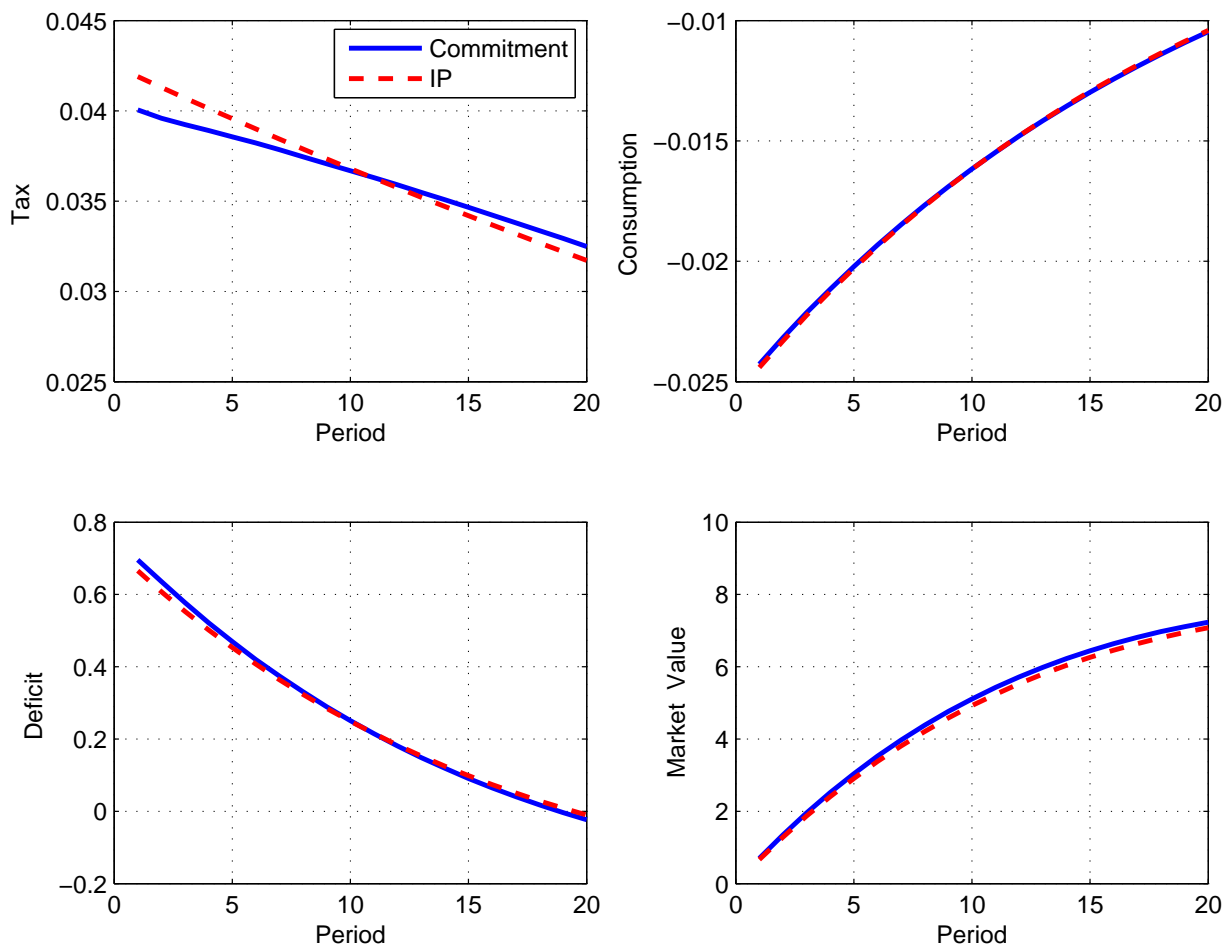 0.045
0.04
0.035
0.03
0.025
Tax
0 5 10 15 20
Period
Commitment
IP
−0.01
−0.015
−0.02
−0.025
Consumption
0 5 10 15 20
Period
0.8
0.6
0.4
0.2
0
−0.2
Deficit
0 5 10 15 20
Period
10
8
6
4
2
0
Market Value
0 5 10 15 20
Period